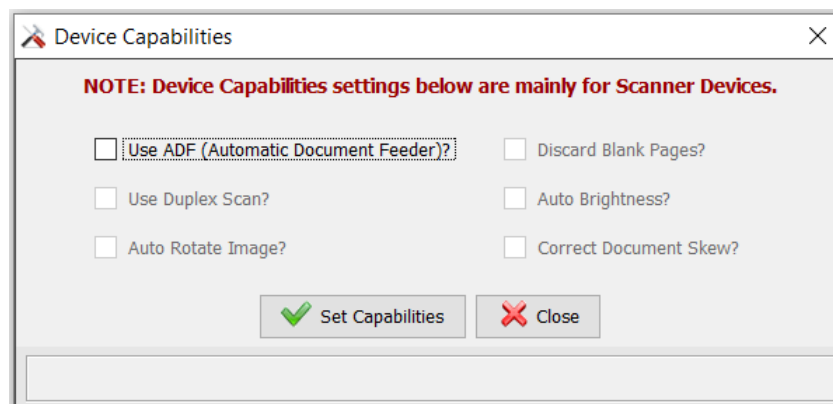 Device Capabilities
NOTE: Device Capabilities settings below are mainly for Scanner Devices.
Use ADF (Automatic Document Feeder)?
Discard Blank Pages?
Use Duplex Scan?
Auto Brightness?
Auto Rotate Image?
Correct Document Skew?
Set Capabilities
Close